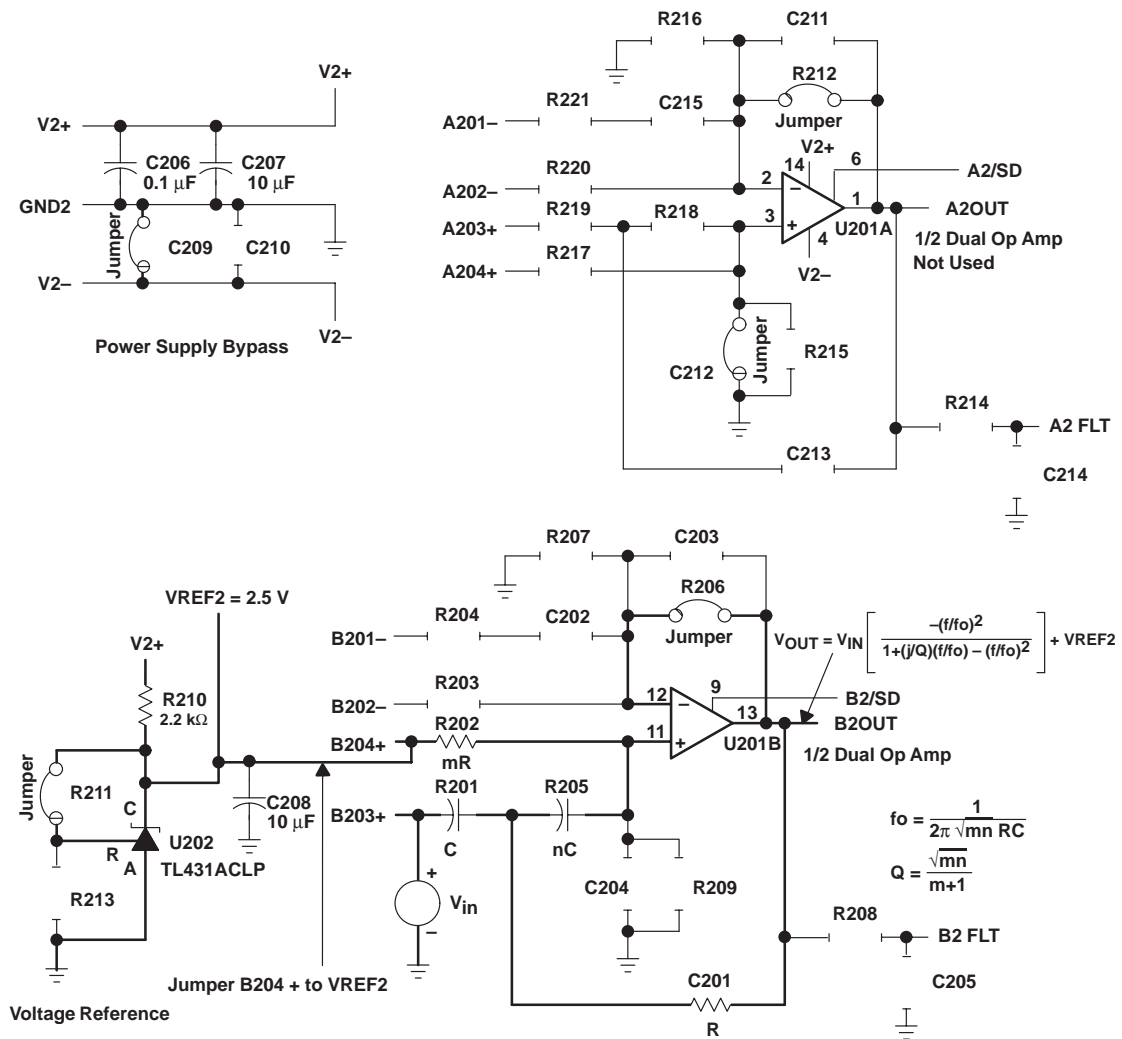 V2+
V2+
C206
0.1 μF
C207
10 μF
GND2
Jumper
C209
C210
V2–
V2–
Power Supply Bypass
R216
C211
R212
Jumper
R221
C215
A201–
V2+
14
6
A2/SD
R220
A202–
2
–
R219
R218
A203+
3
+
1
A2OUT
U201A
4
V2–
1/2 Dual Op Amp
Not Used
R217
A204+
Jumper
C212
R215
R214
A2 FLT
C213
C214
R207
C203
VREF2 = 2.5 V
R206
Jumper
R204
C202
B201–
VOUT = VIN [ –(f/fo)2 / 1+(j/Q)(f/fo) – (f/fo)2 ] + VREF2
V2+
R210
2.2 kΩ
R203
B202–
12
–
9
B2/SD
R202
B204+
mR
11
+
13
B2OUT
U201B
1/2 Dual Op Amp
Jumper
R211
C
C208
10 μF
R201
R205
B203+
C
nC
R
A
U202
TL431ACLP
fo = 1 / 2π √mn RC
Q = √mn / m+1
R213
+
Vin
–
C204
R209
R208
B2 FLT
C205
Jumper B204 + to VREF2
C201
R
Voltage Reference